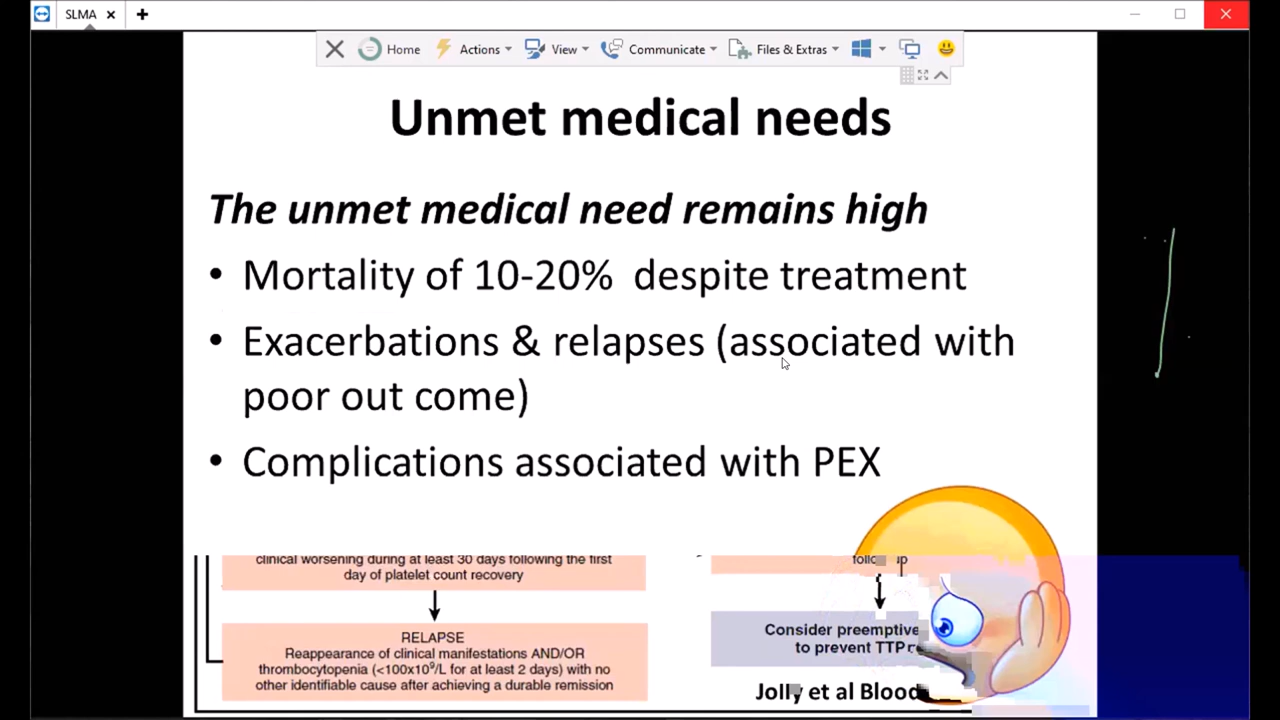 SLMA
Home Actions View Communicate Files & Extras
Unmet medical needs
The unmet medical need remains high
• Mortality of 10-20% despite treatment
• Exacerbations & relapses (associated with
poor out come)
• Complications associated with PEX
clinical worsening during at least 30 days following the first
day of platelet count recovery
RELAPSE
Reappearance of clinical manifestations AND/OR
thrombocytopenia (<100x10⁹/L for at least 2 days) with no
other identifiable cause after achieving a durable remission
Consider preemptive
to prevent TTP
Jolly et al Blood